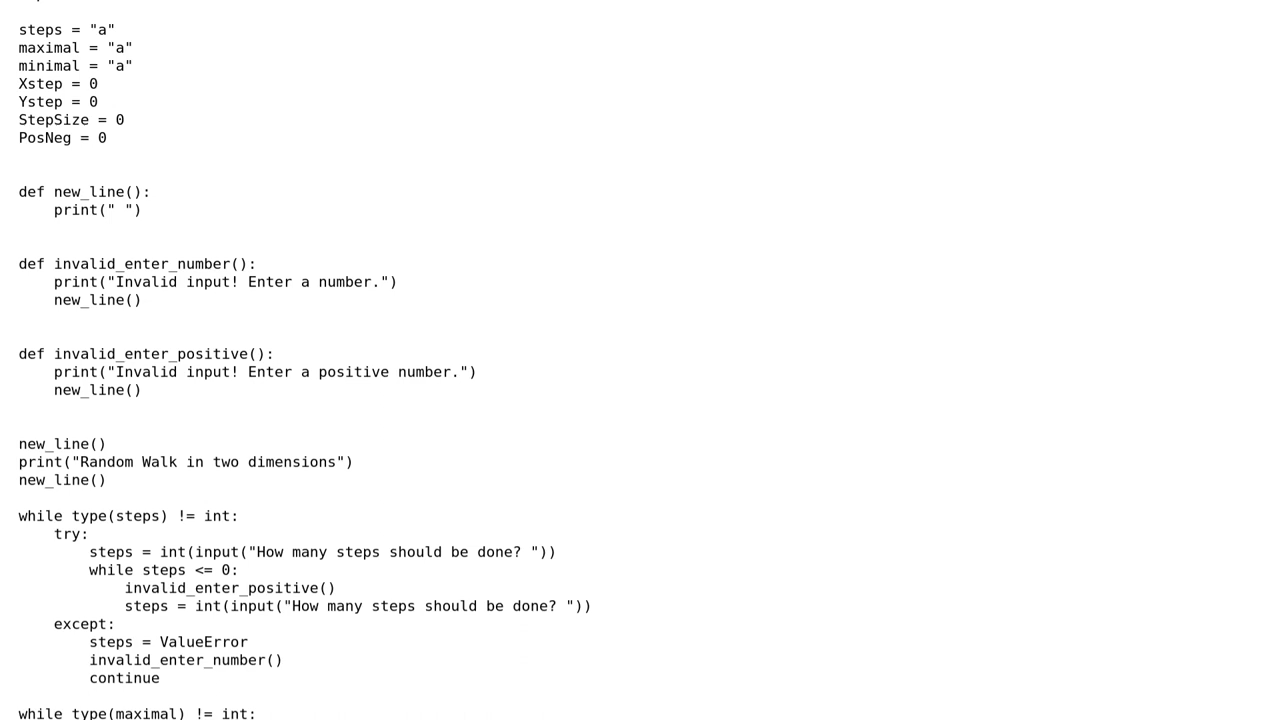 steps = "a"
maximal = "a"
minimal = "a"
Xstep = 0
Ystep = 0
StepSize = 0
PosNeg = 0


def new_line():
    print(" ")


def invalid_enter_number():
    print("Invalid input! Enter a number.")
    new_line()


def invalid_enter_positive():
    print("Invalid input! Enter a positive number.")
    new_line()


new_line()
print("Random Walk in two dimensions")
new_line()

while type(steps) != int:
    try:
        steps = int(input("How many steps should be done? "))
        while steps <= 0:
            invalid_enter_positive()
            steps = int(input("How many steps should be done? "))
    except:
        steps = ValueError
        invalid_enter_number()
        continue

while type(maximal) != int: